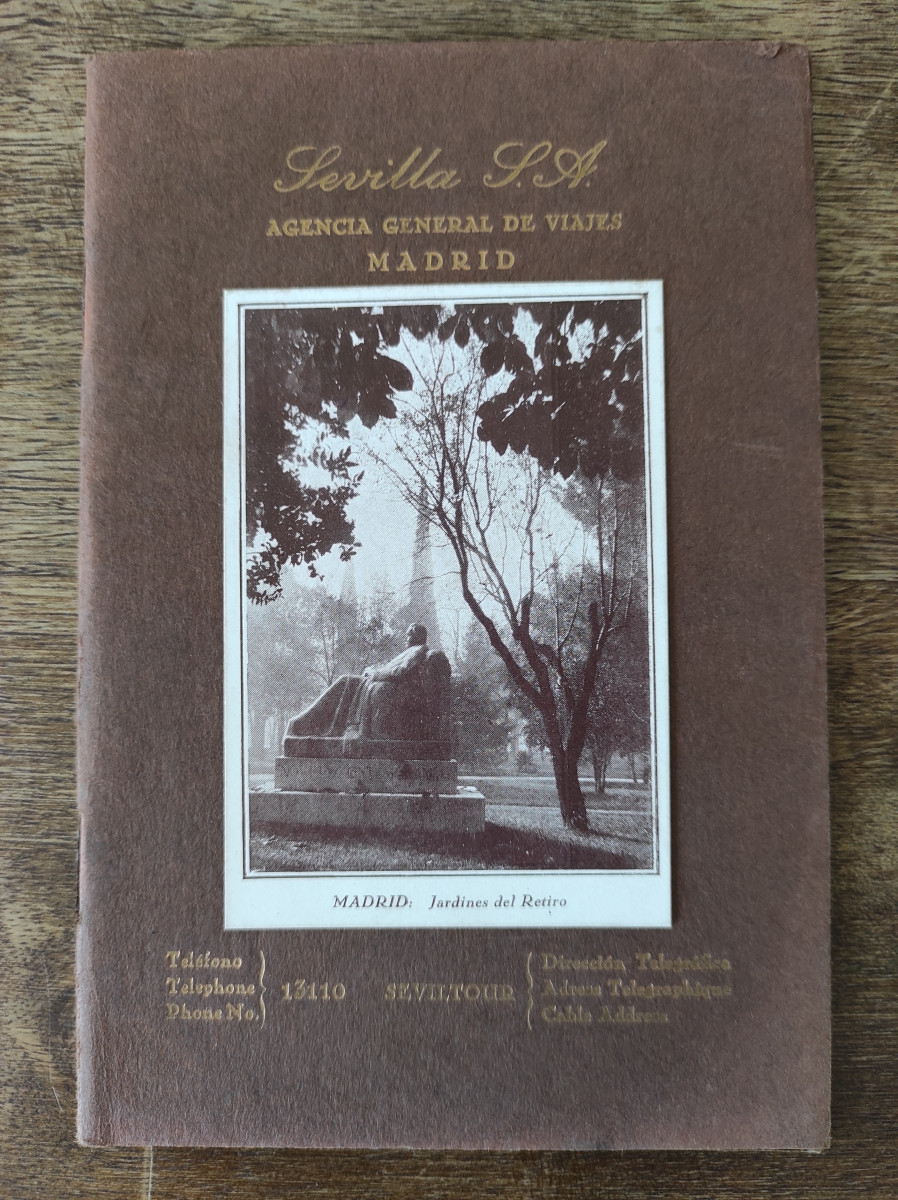 Sevilla S.A.
AGENCIA GENERAL DE VIAJES
MADRID
MADRID: Jardines del Retiro
Teléfono
Telephone
Phone No.
13110
SEVILTOUR
Dirección Telegráfica
Adress Telegraphique
Cable Address